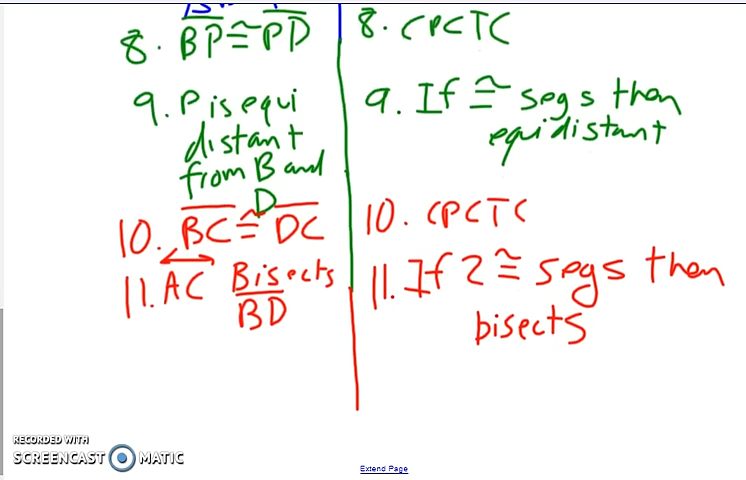 8. BP≅PD
8. CPCTC
9. P is equi
distant
from B and
D
9. If ≅ segs then
equidistant
10. BC≅DC
10. CPCTC
11. AC Bisects
BD
11. If 2 ≅ segs then
bisects
RECORDED WITH
SCREENCAST O MATIC
Extend Page